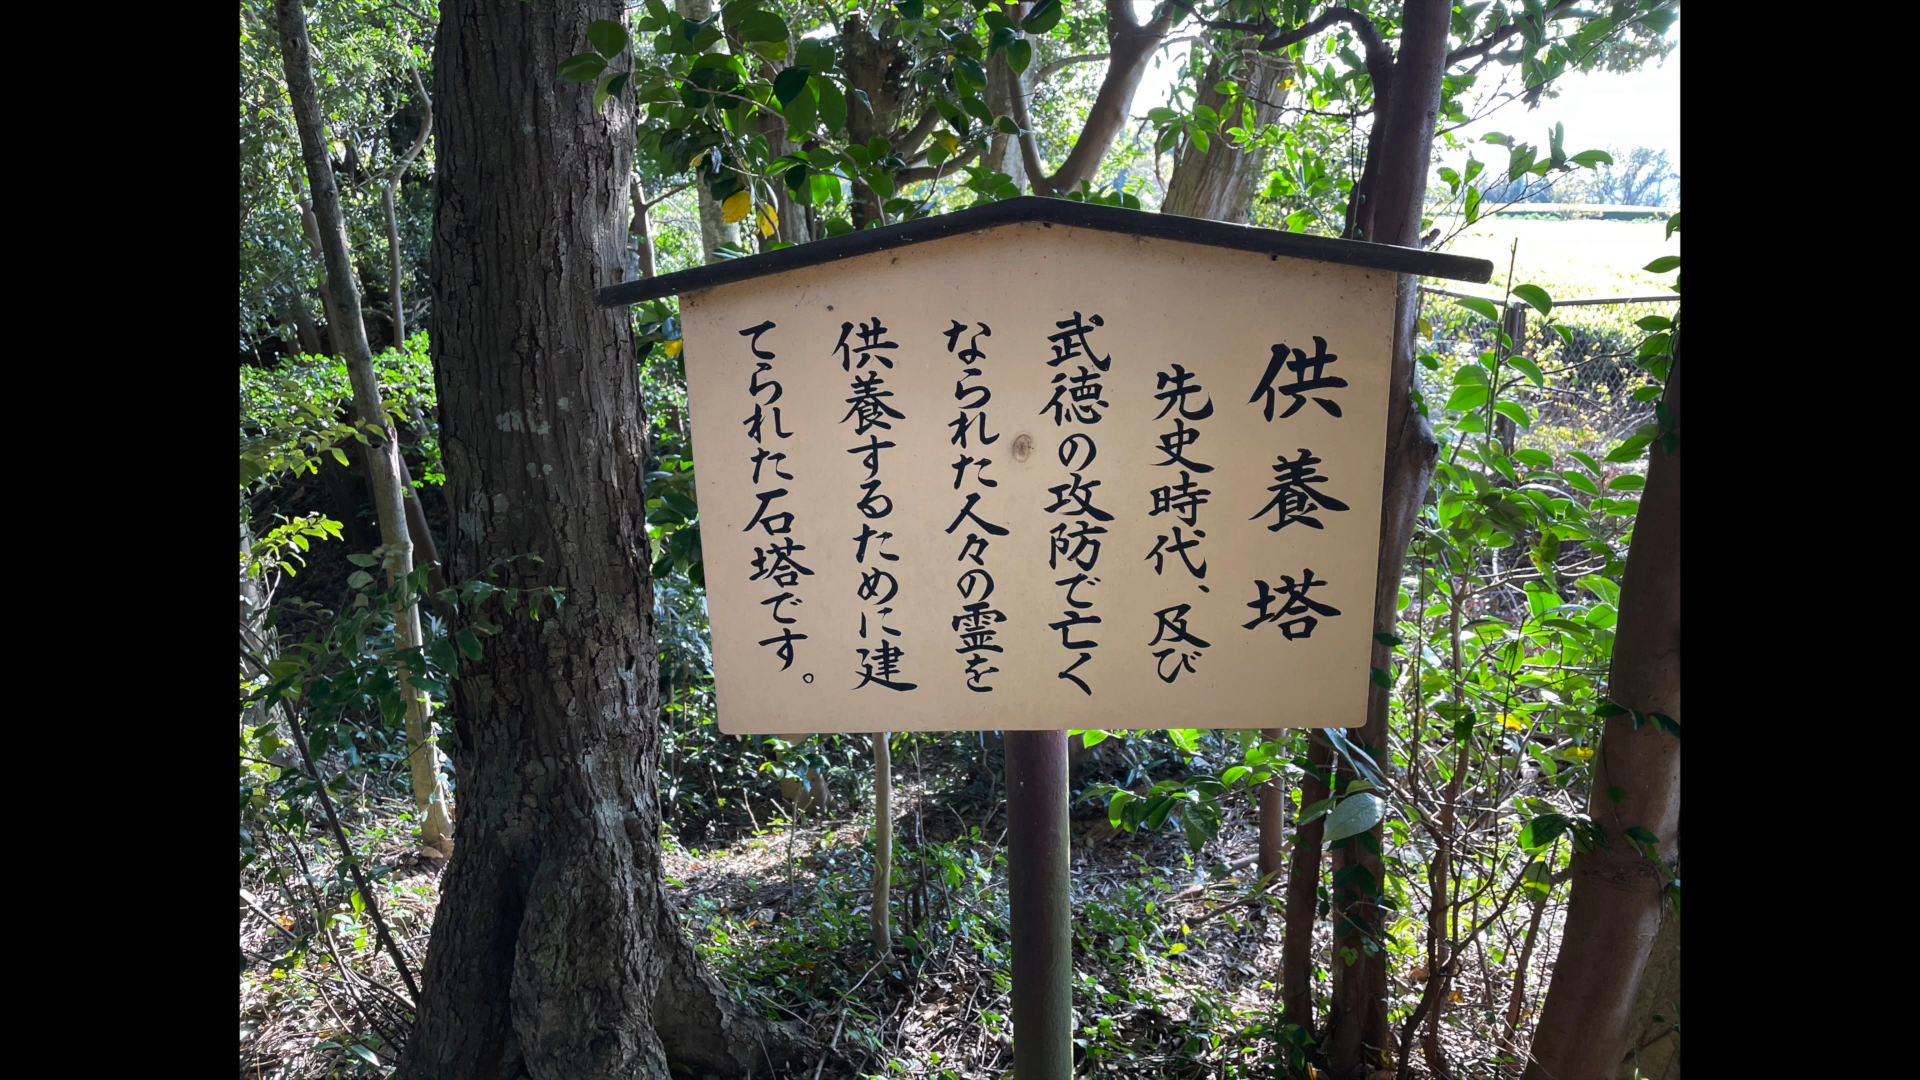 供養塔
先史時代、及び
武徳の攻防で亡く
なられた人々の霊を
供養するために建
てられた石塔です。